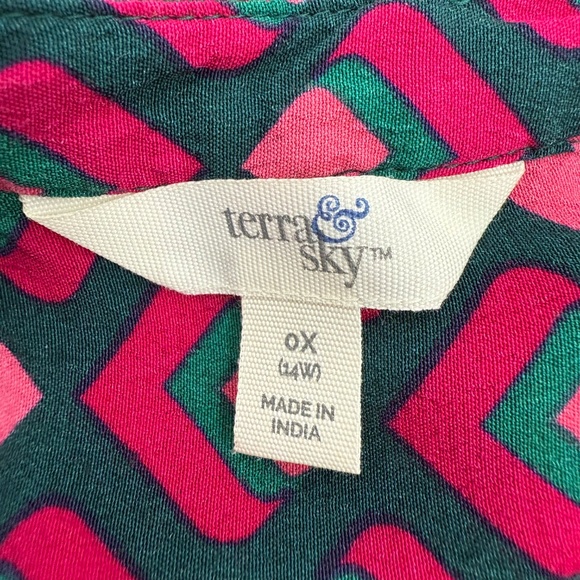 terra &
sky™
0X
(14W)
MADE IN
INDIA